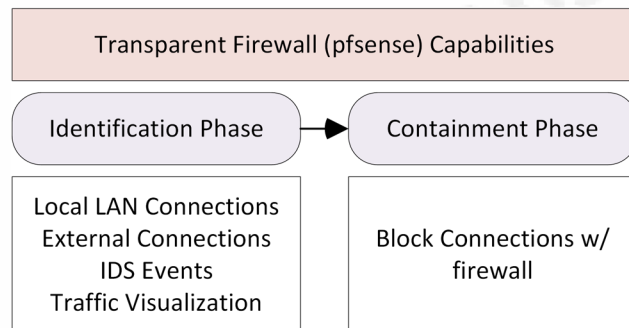 Transparent Firewall (pfsense) Capabilities
Identification Phase
Containment Phase
Local LAN Connections
External Connections
IDS Events
Traffic Visualization
Block Connections w/
firewall